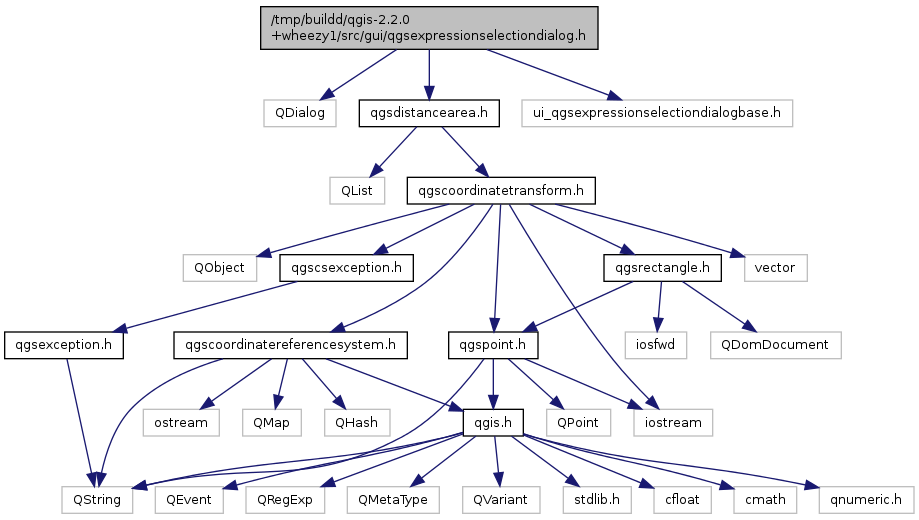 /tmp/buildd/qgis-2.2.0
+wheezy1/src/gui/qgsexpressionselectiondialog.h
QDialog
qgsdistancearea.h
ui_qgsexpressionselectiondialogbase.h
QList
qgscoordinatetransform.h
QObject
qgscsexception.h
qgsrectangle.h
vector
qgsexception.h
qgscoordinatereferencesystem.h
qgspoint.h
iosfwd
QDomDocument
ostream
QMap
QHash
qgis.h
QPoint
iostream
QString
QEvent
QRegExp
QMetaType
QVariant
stdlib.h
cfloat
cmath
qnumeric.h